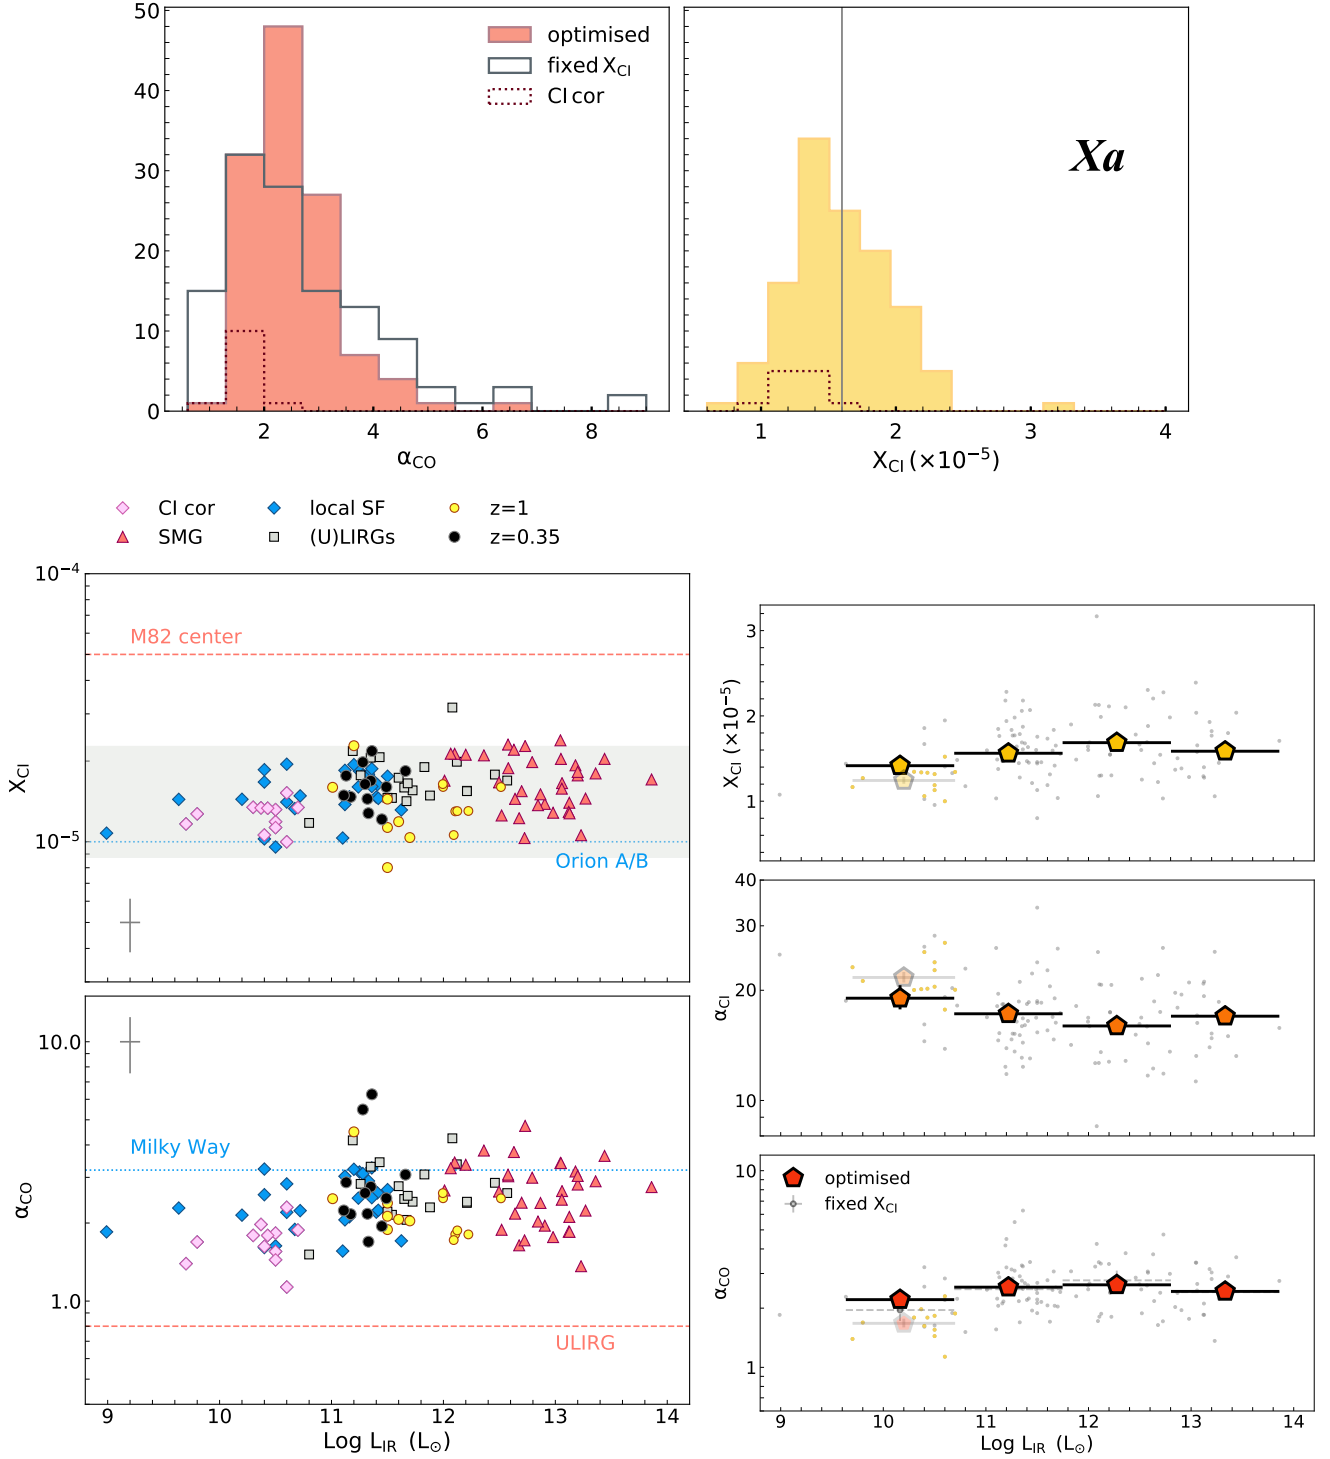 50
40
30
20
10
0
optimised
fixed X_CI
CI cor
Xa
2 4 6 8
1 2 3 4
α_CO
X_CI (×10⁻⁵)
CI cor
local SF
z=1
SMG
(U)LIRGs
z=0.35
10⁻⁴
10⁻⁵
X_CI
M82 center
Orion A/B
10.0
1.0
α_CO
Milky Way
ULIRG
9 10 11 12 13 14
Log L_IR (L_⊙)
3
2
1
X_CI (×10⁻⁵)
40
30
20
10
α_CI
10
1
α_CO
optimised
fixed X_CI
9 10 11 12 13 14
Log L_IR (L_⊙)